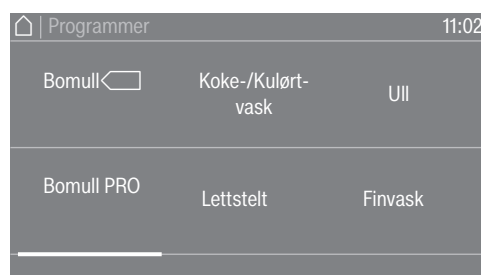 Programmer 11:02
Bomull Koke-/Kulørt-
vask Ull
Bomull PRO Lettstelt Finvask